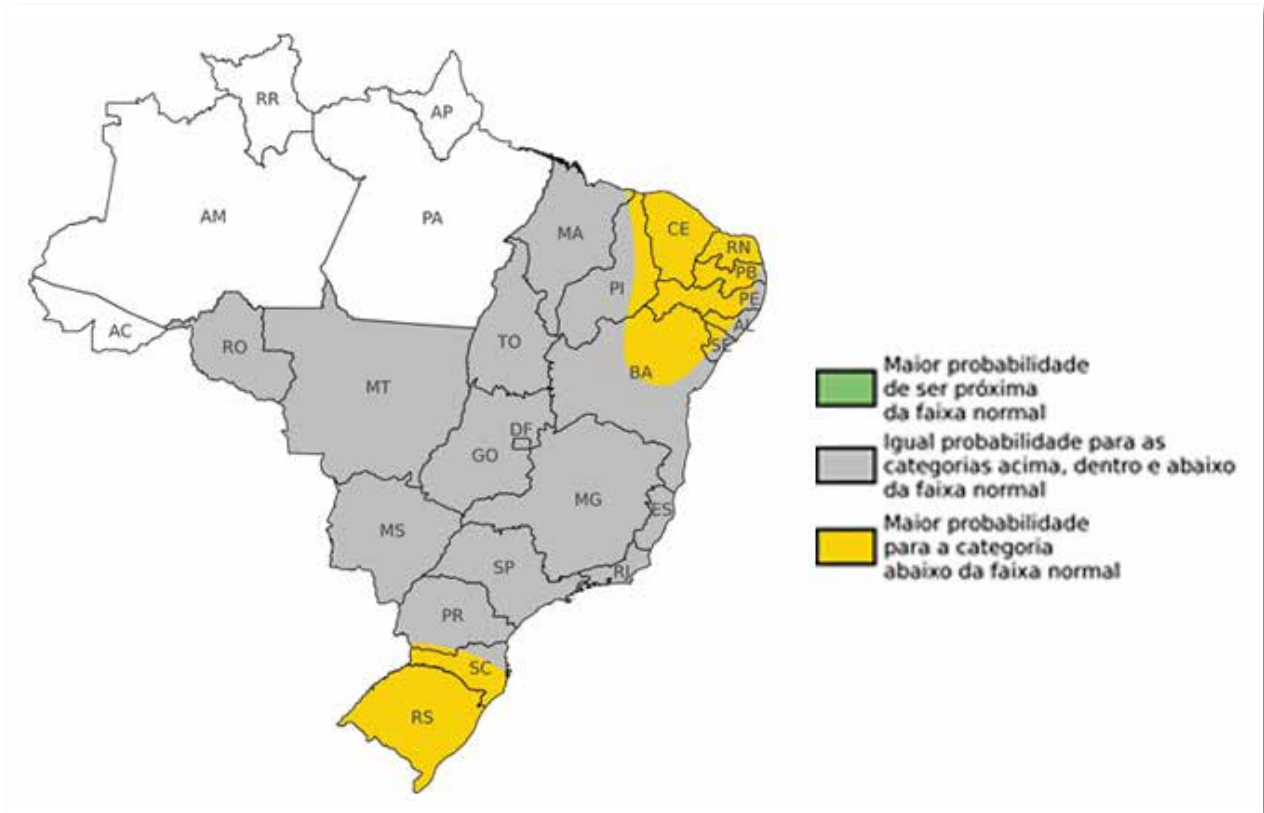 RR
AP
AM
PA
MA
CE
RN
PB
PI
PE
AL
SE
AC
RO
TO
BA
MT
DF
GO
MG
ES
MS
SP
RJ
PR
SC
RS
Maior probabilidade
de ser próxima
da faixa normal
Igual probabilidade para as
categorias acima, dentro e abaixo
da faixa normal
Maior probabilidade
para a categoria
abaixo da faixa normal